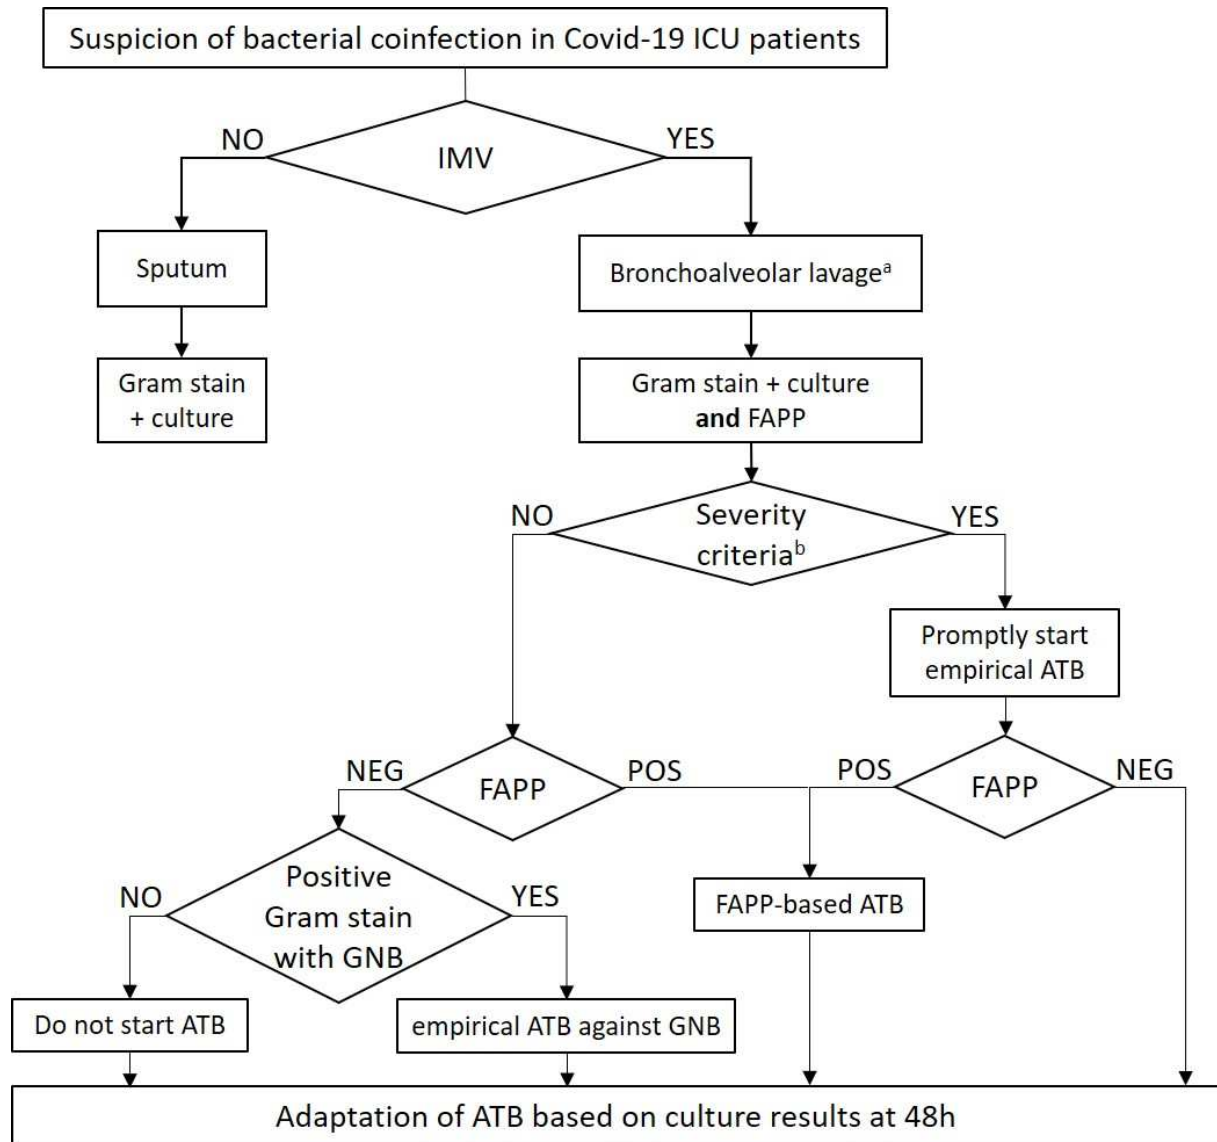 Suspicion of bacterial coinfection in Covid-19 ICU patients
NO
YES
IMV
Sputum
Bronchoalveolar lavageᵃ
Gram stain
+ culture
Gram stain + culture
and FAPP
NO
YES
Severity
criteriaᵇ
Promptly start
empirical ATB
NEG
POS
FAPP
POS
NEG
FAPP
NO
YES
Positive
Gram stain
with GNB
FAPP-based ATB
Do not start ATB
empirical ATB against GNB
Adaptation of ATB based on culture results at 48h